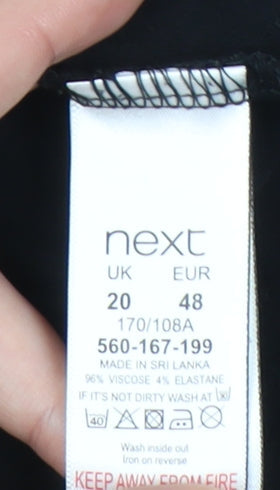 next
UK EUR
20 48
170/108A
560-167-199
MADE IN SRI LANKA
96% VISCOSE 4% ELASTANE
IF IT'S NOT DIRTY WASH AT
40
Wash inside out
Iron on reverse
KEEP AWAY FROM FIRE